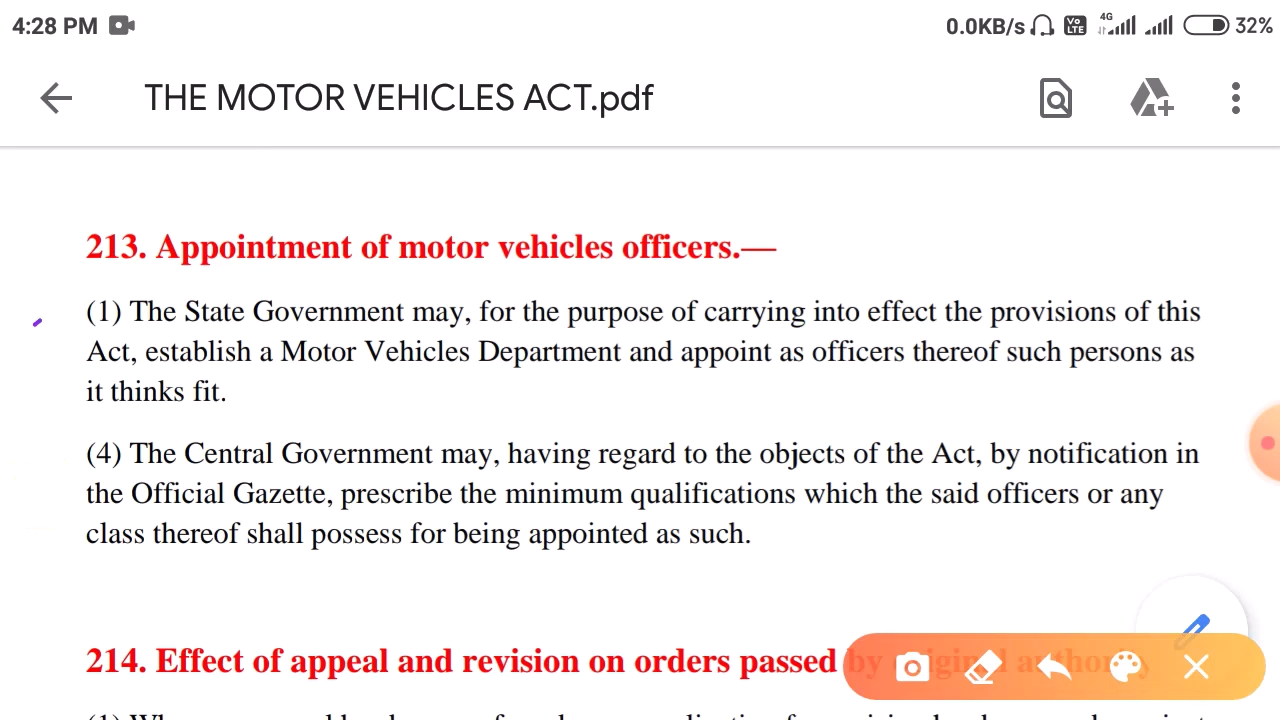 4:28 PM 0.0KB/s Vo LTE 4G 32%
THE MOTOR VEHICLES ACT.pdf
213. Appointment of motor vehicles officers.—
(1) The State Government may, for the purpose of carrying into effect the provisions of this
Act, establish a Motor Vehicles Department and appoint as officers thereof such persons as
it thinks fit.
(4) The Central Government may, having regard to the objects of the Act, by notification in
the Official Gazette, prescribe the minimum qualifications which the said officers or any
class thereof shall possess for being appointed as such.
214. Effect of appeal and revision on orders passed by